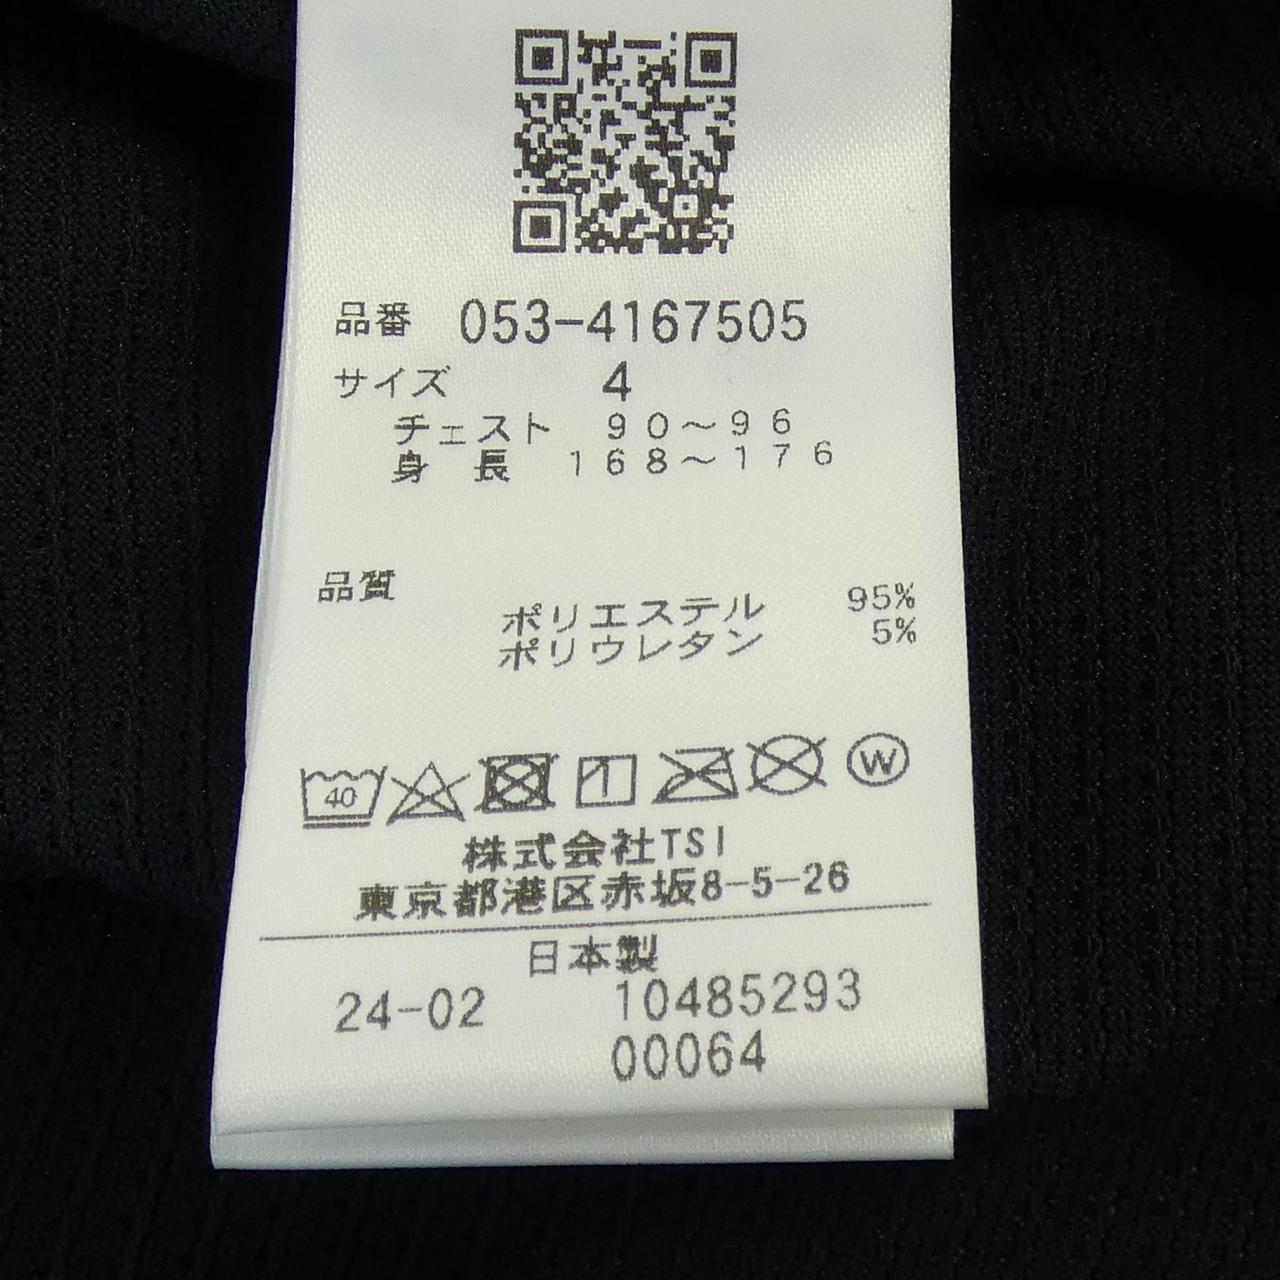 品番 053-4167505
サイズ 4
チェスト 90～96
身長 168～176
品質
ポリエステル 95%
ポリウレタン 5%
40
W
株式会社TSI
東京都港区赤坂8-5-26
日本製
24-02 10485293
00064